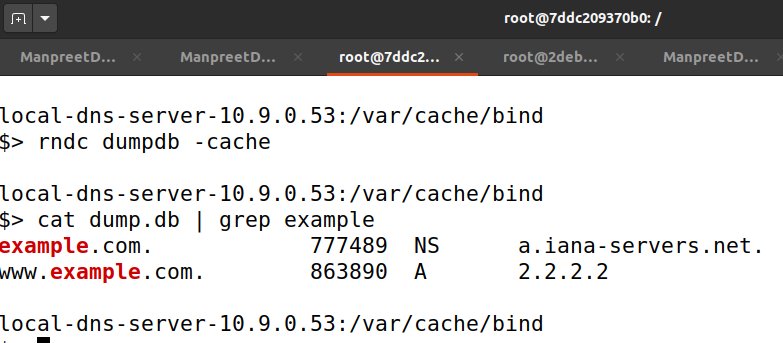 root@7ddc209370b0: /
ManpreetD... × ManpreetD... × root@7ddc2... × root@2deb... × ManpreetD...
local-dns-server-10.9.0.53:/var/cache/bind
$> rndc dumpdb -cache
local-dns-server-10.9.0.53:/var/cache/bind
$> cat dump.db | grep example
example.com. 777489 NS a.iana-servers.net.
www.example.com. 863890 A 2.2.2.2
local-dns-server-10.9.0.53:/var/cache/bind
$>